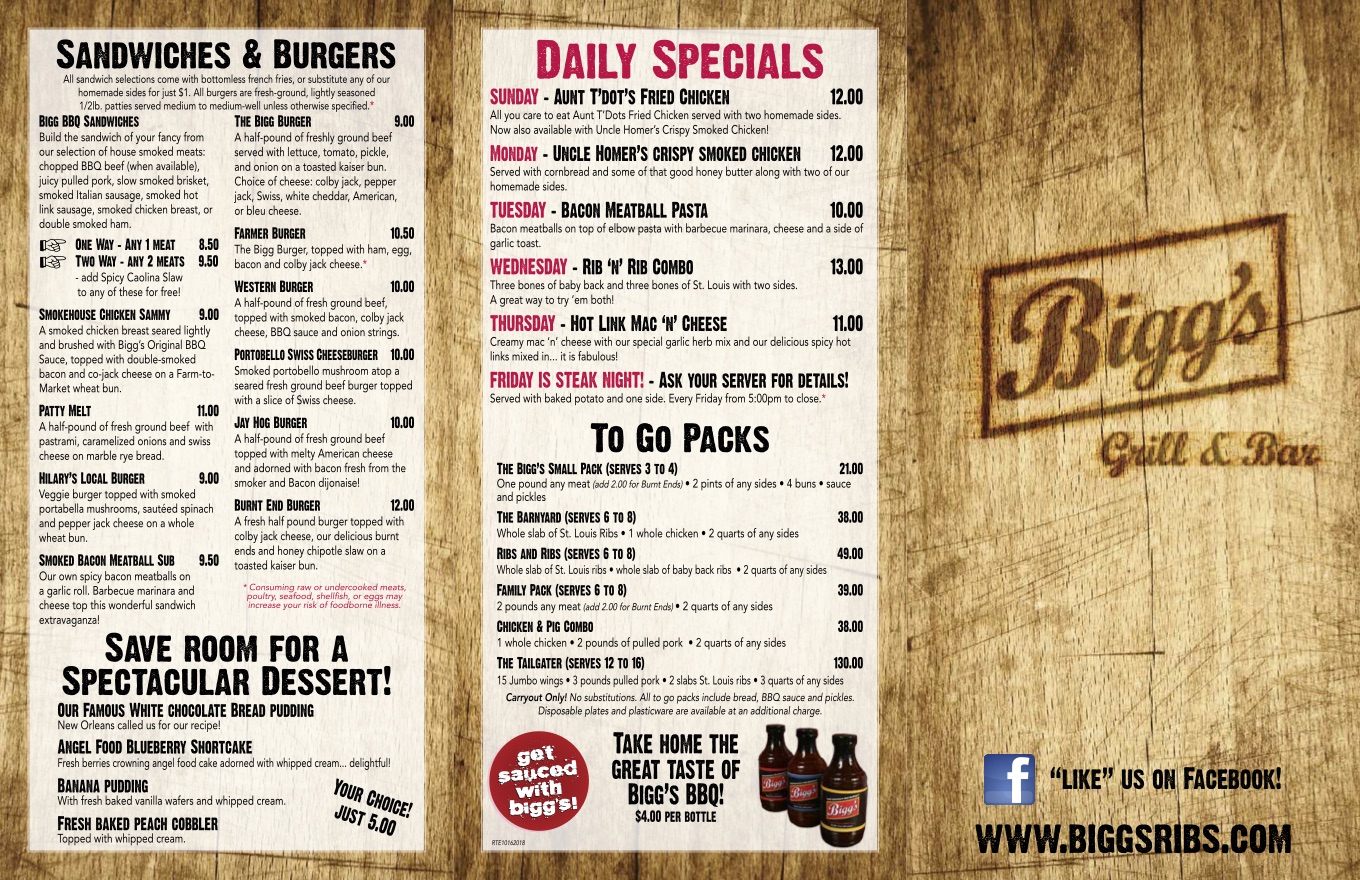 SANDWICHES & BURGERS
All sandwich selections come with bottomless french fries, or substitute any of our
homemade sides for just $1. All burgers are fresh-ground, lightly seasoned
1/2lb. patties served medium to medium-well unless otherwise specified.*
BIGG BBQ SANDWICHES
Build the sandwich of your fancy from
our selection of house smoked meats:
chopped BBQ beef (when available),
juicy pulled pork, slow smoked brisket,
smoked Italian sausage, smoked hot
link sausage, smoked chicken breast, or
double smoked ham.
ONE WAY - ANY 1 MEAT 8.50
TWO WAY - ANY 2 MEATS 9.50
- add Spicy Caolina Slaw
to any of these for free!
SMOKEHOUSE CHICKEN SAMMY 9.00
A smoked chicken breast seared lightly
and brushed with Bigg's Original BBQ
Sauce, topped with double-smoked
bacon and co-jack cheese on a Farm-to-
Market wheat bun.
PATTY MELT 11.00
A half-pound of fresh ground beef with
pastrami, caramelized onions and swiss
cheese on marble rye bread.
HILARY'S LOCAL BURGER 9.00
Veggie burger topped with smoked
portabella mushrooms, sautéed spinach
and pepper jack cheese on a whole
wheat bun.
SMOKED BACON MEATBALL SUB 9.50
Our own spicy bacon meatballs on
a garlic roll. Barbecue marinara and
cheese top this wonderful sandwich
extravaganza!
THE BIGG BURGER 9.00
A half-pound of freshly ground beef
served with lettuce, tomato, pickle,
and onion on a toasted kaiser bun.
Choice of cheese: colby jack, pepper
jack, Swiss, white cheddar, American,
or bleu cheese.
FARMER BURGER 10.50
The Bigg Burger, topped with ham, egg,
bacon and colby jack cheese.*
WESTERN BURGER 10.00
A half-pound of fresh ground beef,
topped with smoked bacon, colby jack
cheese, BBQ sauce and onion strings.
PORTOBELLO SWISS CHEESEBURGER 10.00
Smoked portobello mushroom atop a
seared fresh ground beef burger topped
with a slice of Swiss cheese.
JAY HOG BURGER 10.00
A half-pound of fresh ground beef
topped with melty American cheese
and adorned with bacon fresh from the
smoker and Bacon dijonaise!
BURNT END BURGER 12.00
A fresh half pound burger topped with
colby jack cheese, our delicious burnt
ends and honey chipotle slaw on a
toasted kaiser bun.
* Consuming raw or undercooked meats,
poultry, seafood, shellfish, or eggs may
increase your risk of foodborne illness.
SAVE ROOM FOR A
SPECTACULAR DESSERT!
OUR FAMOUS WHITE CHOCOLATE BREAD PUDDING
New Orleans called us for our recipe!
ANGEL FOOD BLUEBERRY SHORTCAKE
Fresh berries crowning angel food cake adorned with whipped cream... delightful!
BANANA PUDDING
With fresh baked vanilla wafers and whipped cream.
FRESH BAKED PEACH COBBLER
Topped with whipped cream.
YOUR CHOICE!
JUST 5.00
DAILY SPECIALS
SUNDAY - AUNT T'DOT'S FRIED CHICKEN 12.00
All you care to eat Aunt T'Dots Fried Chicken served with two homemade sides.
Now also available with Uncle Homer's Crispy Smoked Chicken!
MONDAY - UNCLE HOMER'S CRISPY SMOKED CHICKEN 12.00
Served with cornbread and some of that good honey butter along with two of our
homemade sides.
TUESDAY - BACON MEATBALL PASTA 10.00
Bacon meatballs on top of elbow pasta with barbecue marinara, cheese and a side of
garlic toast.
WEDNESDAY - RIB 'N' RIB COMBO 13.00
Three bones of baby back and three bones of St. Louis with two sides.
A great way to try 'em both!
THURSDAY - HOT LINK MAC 'N' CHEESE 11.00
Creamy mac 'n' cheese with our special garlic herb mix and our delicious spicy hot
links mixed in... it is fabulous!
FRIDAY IS STEAK NIGHT! - ASK YOUR SERVER FOR DETAILS!
Served with baked potato and one side. Every Friday from 5:00pm to close.*
TO GO PACKS
THE BIGG'S SMALL PACK (SERVES 3 TO 4) 21.00
One pound any meat (add 2.00 for Burnt Ends) • 2 pints of any sides • 4 buns • sauce
and pickles
THE BARNYARD (SERVES 6 TO 8) 38.00
Whole slab of St. Louis Ribs • 1 whole chicken • 2 quarts of any sides
RIBS AND RIBS (SERVES 6 TO 8) 49.00
Whole slab of St. Louis ribs • whole slab of baby back ribs • 2 quarts of any sides
FAMILY PACK (SERVES 6 TO 8) 39.00
2 pounds any meat (add 2.00 for Burnt Ends) • 2 quarts of any sides
CHICKEN & PIG COMBO 38.00
1 whole chicken • 2 pounds of pulled pork • 2 quarts of any sides
THE TAILGATER (SERVES 12 TO 16) 130.00
15 Jumbo wings • 3 pounds pulled pork • 2 slabs St. Louis ribs • 3 quarts of any sides
Carryout Only! No substitutions. All to go packs include bread, BBQ sauce and pickles.
Disposable plates and plasticware are available at an additional charge.
get
sauced
with
bigg's!
TAKE HOME THE
GREAT TASTE OF
BIGG'S BBQ!
$4.00 PER BOTTLE
Bigg's
Bigg's
Bigg's
RTE10162018
Bigg's
Grill & Bar
f
"LIKE" US ON FACEBOOK!
WWW.BIGGSRIBS.COM